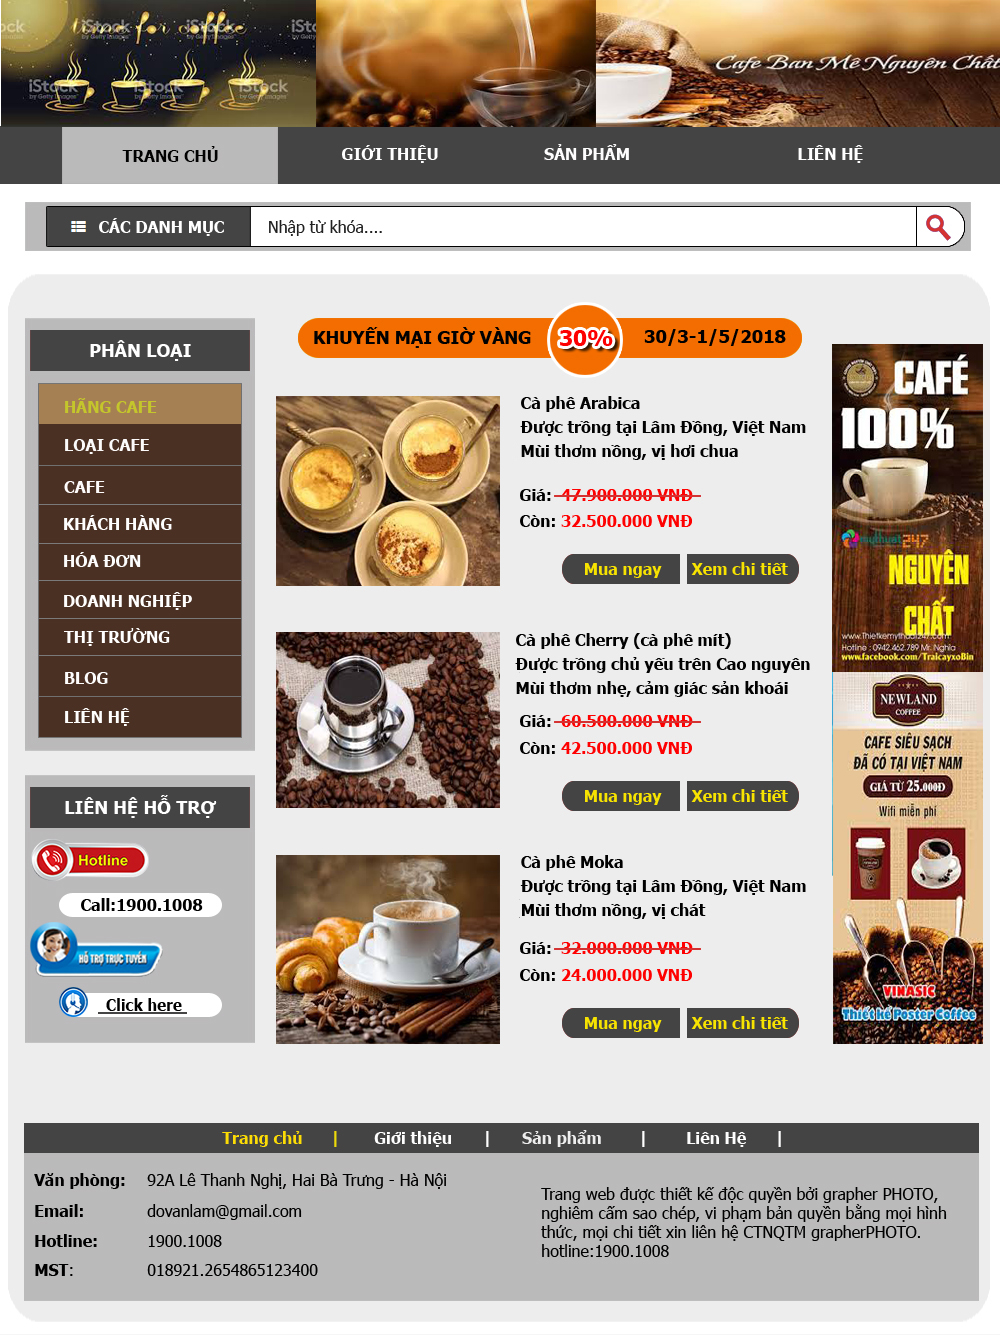 iStock
by Getty Images
Time for coffee
Cafe Ban Mê Nguyên Chất
TRANG CHỦ
GIỚI THIỆU
SẢN PHẨM
LIÊN HỆ
CÁC DANH MỤC
Nhập từ khóa....
PHÂN LOẠI
HÃNG CAFE
LOẠI CAFE
CAFE
KHÁCH HÀNG
HÓA ĐƠN
DOANH NGHIỆP
THỊ TRƯỜNG
BLOG
LIÊN HỆ
LIÊN HỆ HỖ TRỢ
Hotline
Call:1900.1008
HỖ TRỢ TRỰC TUYẾN
Click here
KHUYẾN MẠI GIỜ VÀNG
30%
30/3-1/5/2018
Cà phê Arabica
Được trồng tại Lâm Đồng, Việt Nam
Mùi thơm nồng, vị hơi chua
Giá: 47.900.000 VNĐ
Còn: 32.500.000 VNĐ
Mua ngay
Xem chi tiết
Cà phê Cherry (cà phê mít)
Được trồng chủ yếu trên Cao nguyên
Mùi thơm nhẹ, cảm giác sản khoái
Giá: 60.500.000 VNĐ
Còn: 42.500.000 VNĐ
Mua ngay
Xem chi tiết
Cà phê Moka
Được trồng tại Lâm Đồng, Việt Nam
Mùi thơm nồng, vị chát
Giá: 32.000.000 VNĐ
Còn: 24.000.000 VNĐ
Mua ngay
Xem chi tiết
CAFÉ
100%
mythuat247
NGUYÊN
CHẤT
www.Thietkemythuat247.com
Hotline : 0942.462.789 Mr. Nghĩa
www.facebook.com/TraicayxoBin
NEWLAND
COFFEE
CAFE SIÊU SẠCH
ĐÃ CÓ TẠI VIỆT NAM
GIÁ TỪ 25.000Đ
Wifi miễn phí
VINASIC
Thiết kế Poster Coffee
Trang chủ | Giới thiệu | Sản phẩm | Liên Hệ |
Văn phòng: 92A Lê Thanh Nghị, Hai Bà Trưng - Hà Nội
Email: dovanlam@gmail.com
Hotline: 1900.1008
MST: 018921.2654865123400
Trang web được thiết kế độc quyền bởi grapher PHOTO,
nghiêm cấm sao chép, vi phạm bản quyền bằng mọi hình
thức, mọi chi tiết xin liên hệ CTNQTM grapherPHOTO.
hotline:1900.1008